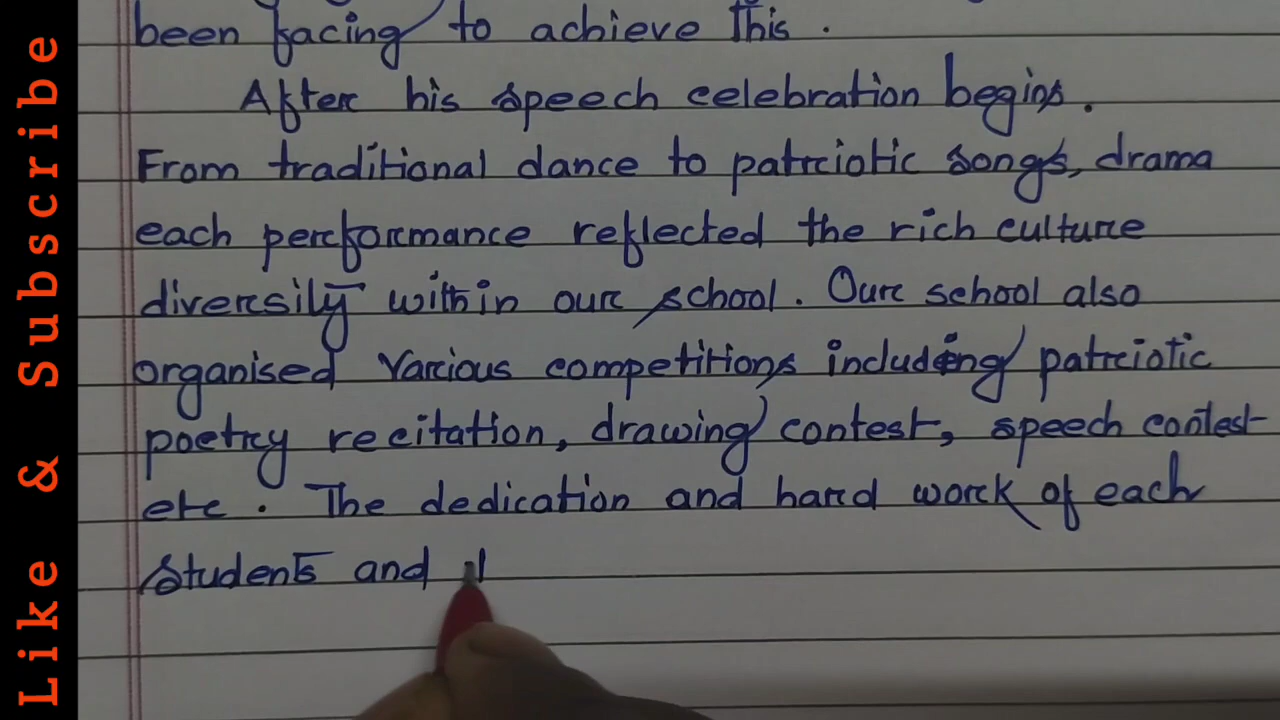 Like & Subscribe
been facing to achieve this.
After his speech celebration begins.
From traditional dance to patriotic songs, drama
each performance reflected the rich culture
diversity within our school. Our school also
organised various competitions including patriotic
poetry recitation, drawing contest, speech contest
etc. The dedication and hard work of each
students and